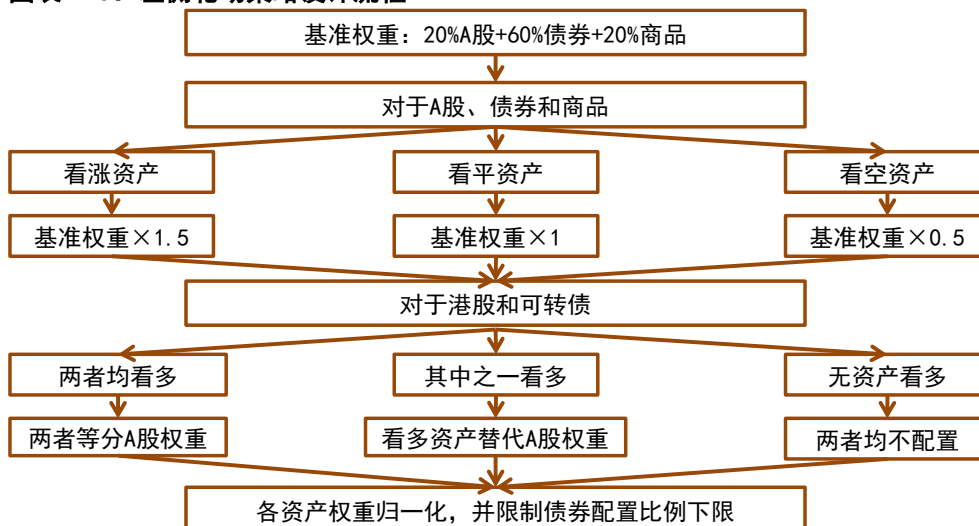 基准权重：20%A股+60%债券+20%商品
对于A股、债券和商品
看涨资产
看平资产
看空资产
基准权重×1.5
基准权重×1
基准权重×0.5
对于港股和可转债
两者均看多
其中之一看多
无资产看多
两者等分A股权重
看多资产替代A股权重
两者均不配置
各资产权重归一化，并限制债券配置比例下限